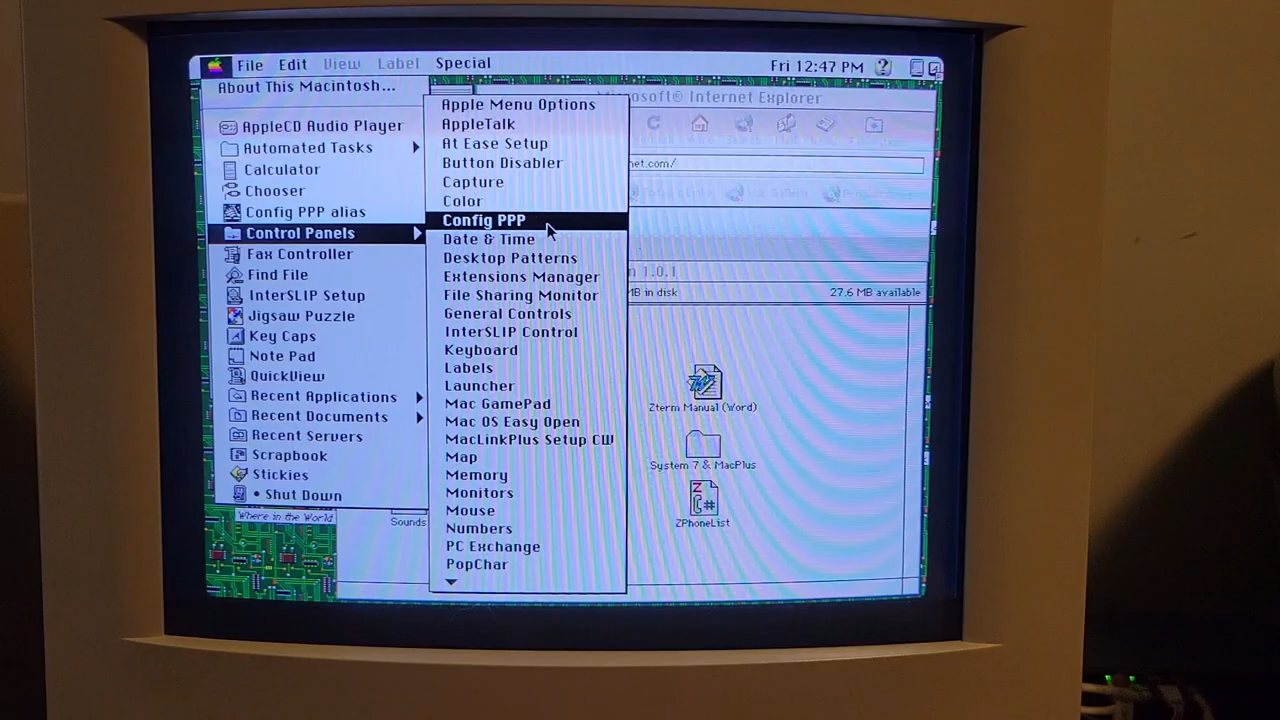 File Edit View Label Special Fri 12:47 PM
About This Macintosh...
AppleCD Audio Player
Automated Tasks
Calculator
Chooser
Config PPP alias
Control Panels
Fax Controller
Find File
InterSLIP Setup
Jigsaw Puzzle
Key Caps
Note Pad
QuickView
Recent Applications
Recent Documents
Recent Servers
Scrapbook
Stickies
• Shut Down
Where in the World
Sounds
Apple Menu Options
AppleTalk
At Ease Setup
Button Disabler
Capture
Color
Config PPP
Date & Time
Desktop Patterns
Extensions Manager
File Sharing Monitor
General Controls
InterSLIP Control
Keyboard
Labels
Launcher
Mac GamePad
Mac OS Easy Open
MacLinkPlus Setup CW
Map
Memory
Monitors
Mouse
Numbers
PC Exchange
PopChar
Microsoft® Internet Explorer
net.com/
1.0.1
MB in disk 27.6 MB available
Zterm Manual (Word)
System 7 & MacPlus
ZPhoneList